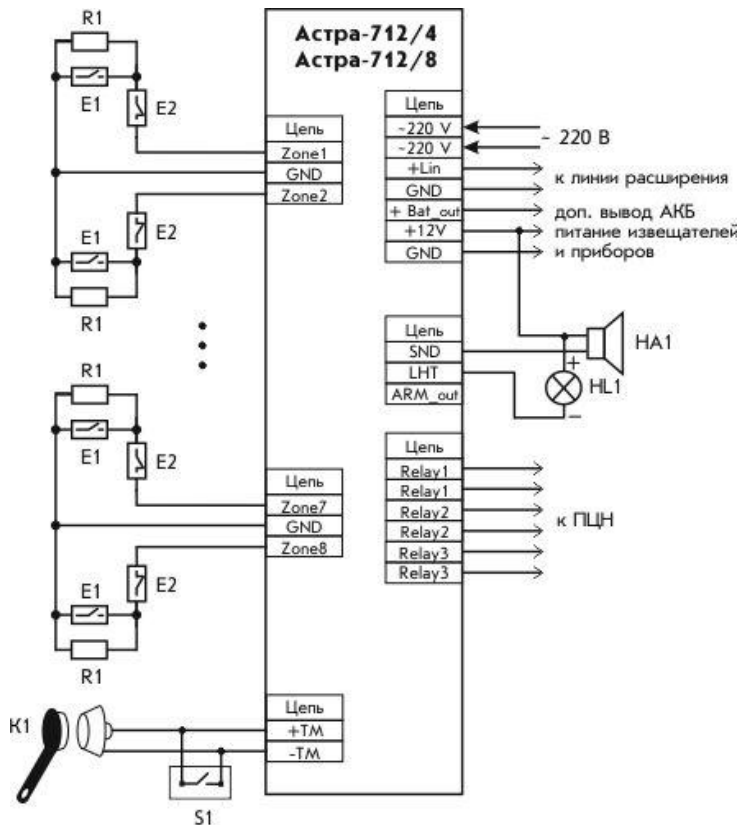 Астра-712/4
Астра-712/8
R1
E1
E2
Цепь
Zone1
GND
Zone2
E1
E2
R1
R1
E1
E2
Цепь
Zone7
GND
Zone8
E1
E2
R1
K1
Цепь
+TM
-TM
S1
Цепь
~220 V
~220 V
+Lin
GND
+ Bat_out
+12V
GND
~ 220 В
к линии расширения
доп. вывод АКБ
питание извещателей
и приборов
Цепь
SND
LHT
ARM_out
HA1
+
HL1
−
Цепь
Relay1
Relay1
Relay2
Relay2
Relay3
Relay3
к ПЦН